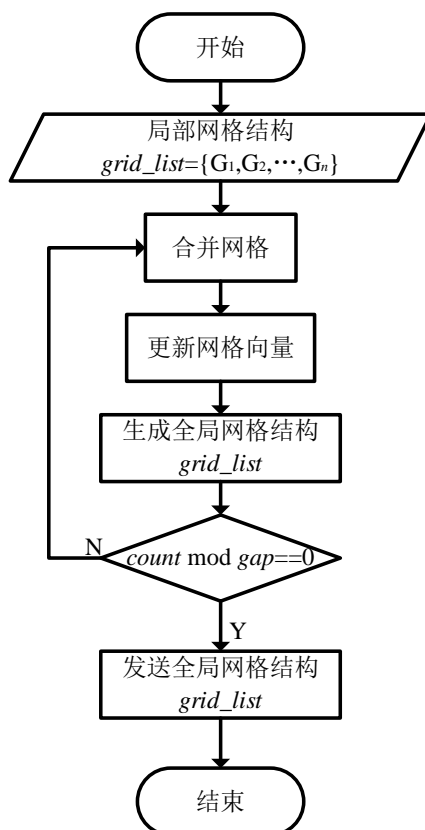 开始
局部网格结构
grid_list={G₁,G₂,⋯,Gₙ}
合并网格
更新网格向量
生成全局网格结构
grid_list
N
count mod gap==0
Y
发送全局网格结构
grid_list
结束